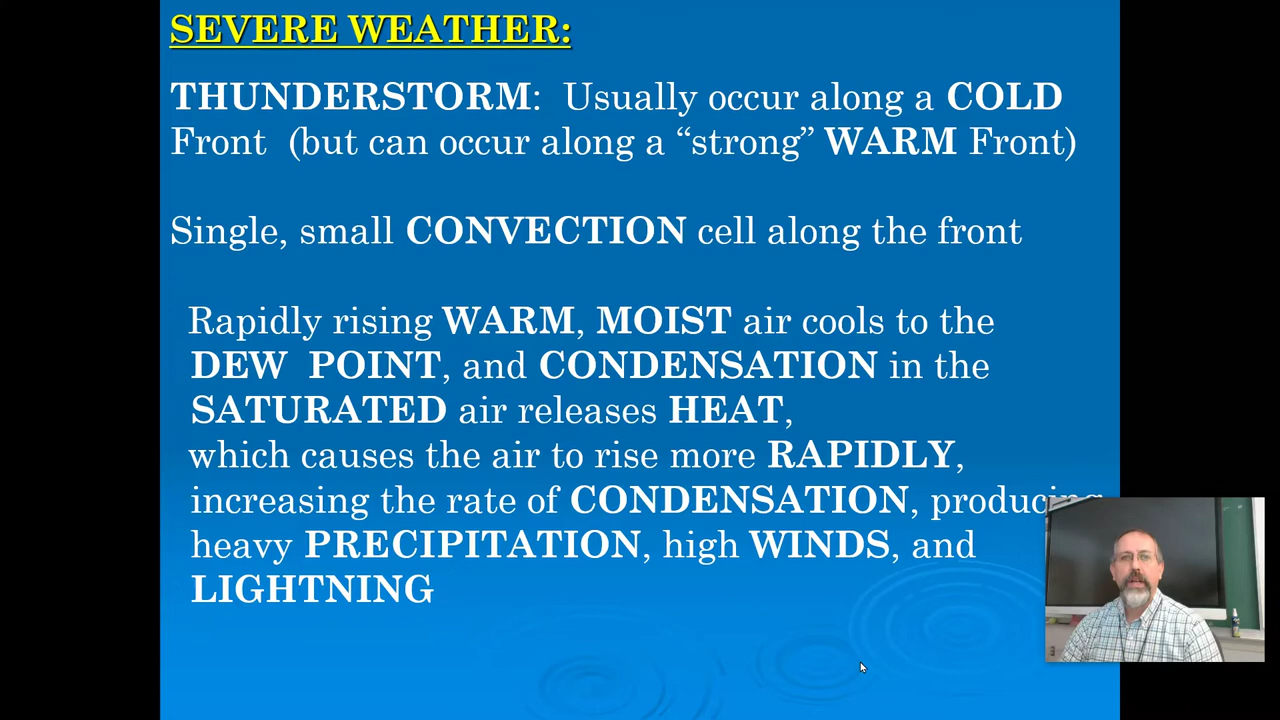 SEVERE WEATHER:
THUNDERSTORM: Usually occur along a COLD
Front (but can occur along a “strong” WARM Front)
Single, small CONVECTION cell along the front
Rapidly rising WARM, MOIST air cools to the
DEW POINT, and CONDENSATION in the
SATURATED air releases HEAT,
which causes the air to rise more RAPIDLY,
increasing the rate of CONDENSATION, producing
heavy PRECIPITATION, high WINDS, and
LIGHTNING